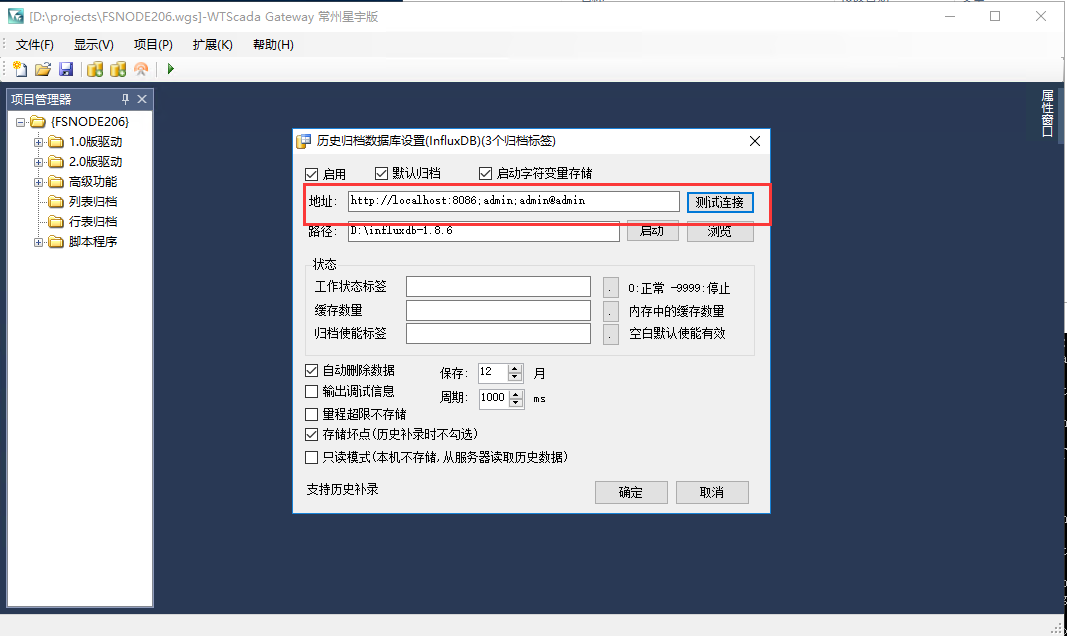 [D:\projects\FSNODE206.wgs]-WTScada Gateway 常州星宇版
文件(F) 显示(V) 项目(P) 扩展(K) 帮助(H)
项目管理器
{FSNODE206}
1.0版驱动
2.0版驱动
高级功能
列表归档
行表归档
脚本程序
属性窗口
历史归档数据库设置(InfluxDB)(3个归档标签)
启用 默认归档 启动字符变量存储
地址: http://localhost:8086;admin;admin@admin 测试连接
路径: D:\influxdb-1.8.6 启动 浏览
状态
工作状态标签 . 0:正常 -9999:停止
缓存数量 . 内存中的缓存数量
归档使能标签 . 空白默认使能有效
自动删除数据 保存: 12 月
输出调试信息 周期: 1000 ms
量程超限不存储
存储坏点(历史补录时不勾选)
只读模式(本机不存储,从服务器读取历史数据)
支持历史补录 确定 取消